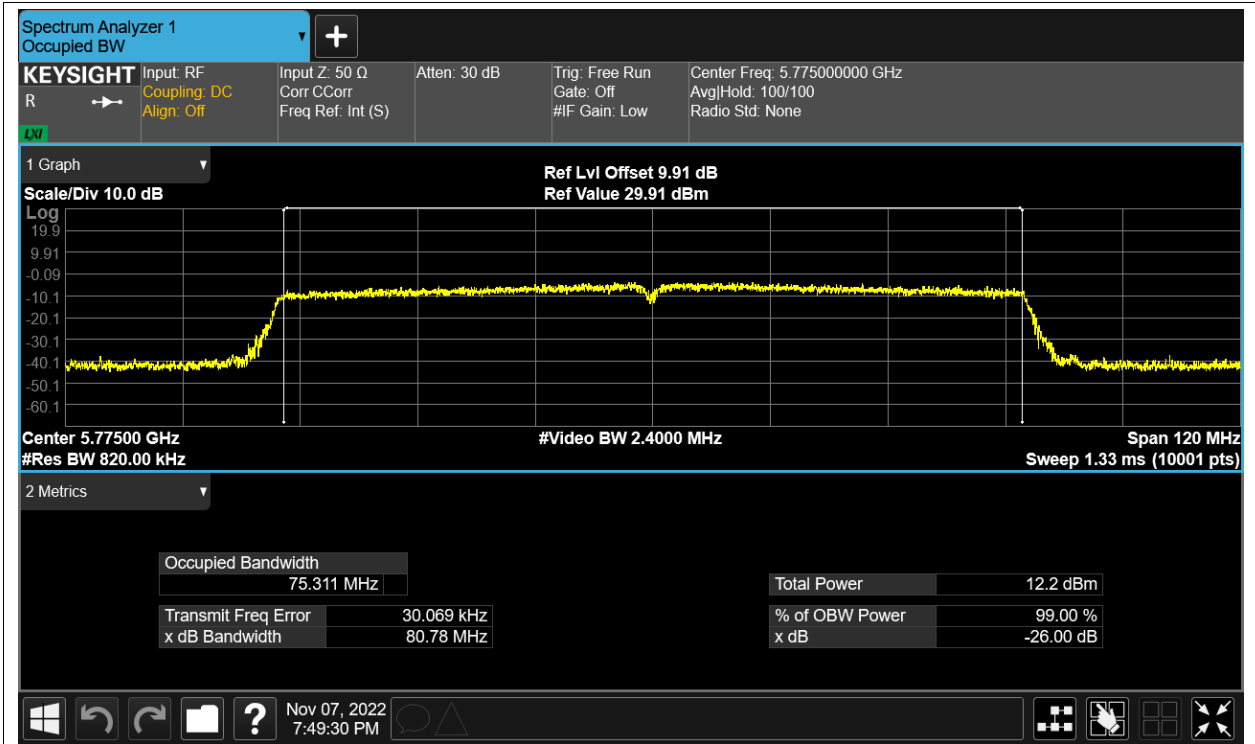 Spectrum Analyzer 1
Occupied BW
KEYSIGHT
R
LXI
Input: RF
Coupling: DC
Align: Off
Input Z: 50 Ω
Corr CCorr
Freq Ref: Int (S)
Atten: 30 dB
Trig: Free Run
Gate: Off
#IF Gain: Low
Center Freq: 5.775000000 GHz
Avg|Hold: 100/100
Radio Std: None
1 Graph
Scale/Div 10.0 dB
Ref Lvl Offset 9.91 dB
Ref Value 29.91 dBm
Log
19.9
9.91
-0.09
-10.1
-20.1
-30.1
-40.1
-50.1
-60.1
Center 5.77500 GHz
#Res BW 820.00 kHz
#Video BW 2.4000 MHz
Span 120 MHz
Sweep 1.33 ms (10001 pts)
2 Metrics
Occupied Bandwidth
75.311 MHz
Transmit Freq Error 30.069 kHz
x dB Bandwidth 80.78 MHz
Total Power 12.2 dBm
% of OBW Power 99.00 %
x dB -26.00 dB
?
Nov 07, 2022
7:49:30 PM